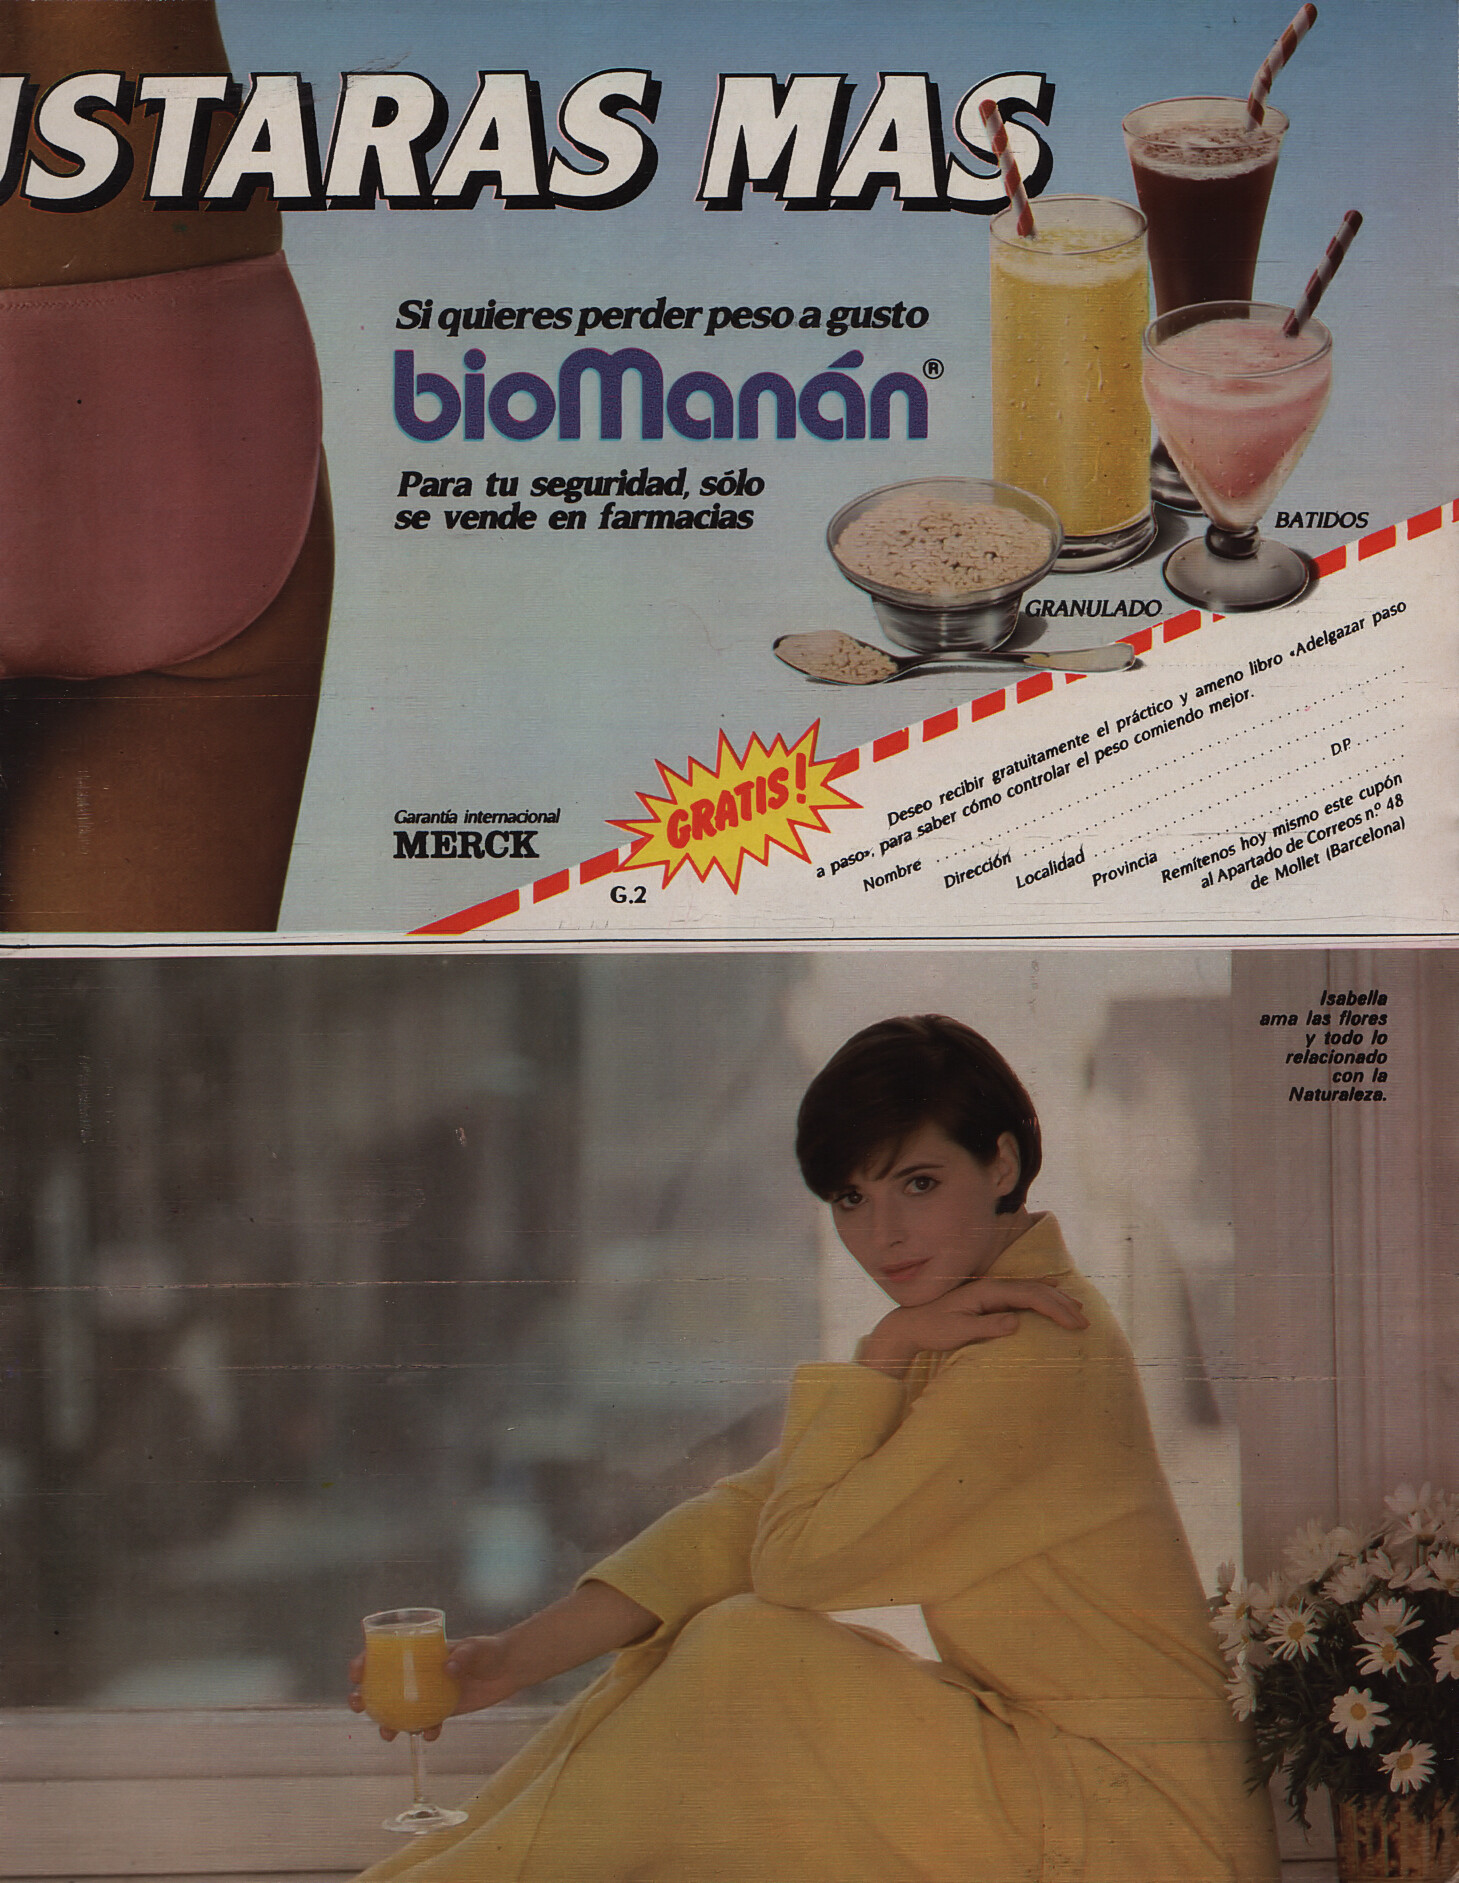 USTARAS MAS
Si quieres perder peso a gusto
bioManán®
Para tu seguridad, sólo
se vende en farmacias
BATIDOS
GRANULADO
Garantía internacional
MERCK
GRATIS!
G.2
Deseo recibir gratuitamente el práctico y ameno libro «Adelgazar paso
a paso», para saber cómo controlar el peso comiendo mejor.
Nombre
Dirección
Localidad D.P.
Provincia
Remítenos hoy mismo este cupón
al Apartado de Correos n.º 48
de Mollet (Barcelona)
Isabella
ama las flores
y todo lo
relacionado
con la
Naturaleza.